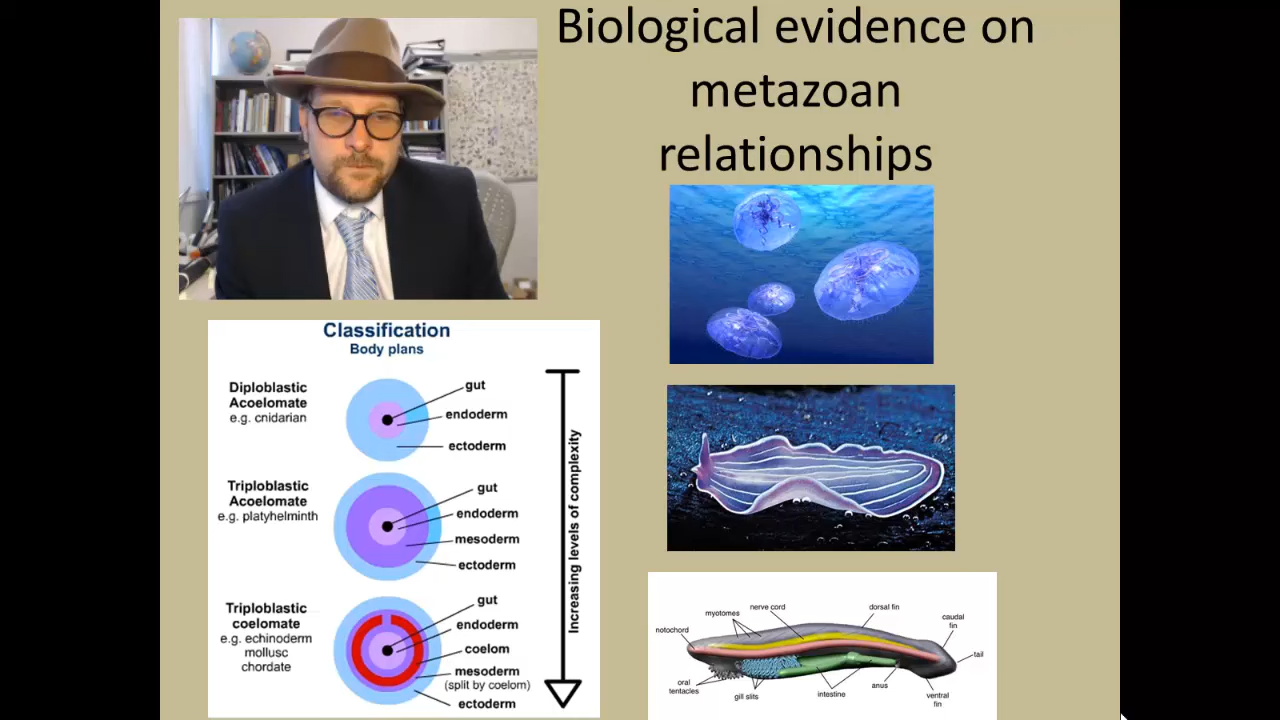 Biological evidence on
metazoan
relationships
Classification
Body plans
Diploblastic
Acoelomate
e.g. cnidarian
gut
endoderm
ectoderm
Triploblastic
Acoelomate
e.g. platyhelminth
gut
endoderm
mesoderm
ectoderm
Triploblastic
coelomate
e.g. echinoderm
mollusc
chordate
gut
endoderm
coelom
mesoderm
(split by coelom)
ectoderm
Increasing levels of complexity
notochord
myotomes
nerve cord
dorsal fin
caudal
fin
tail
oral
tentacles
gill slits
intestine
anus
ventral
fin